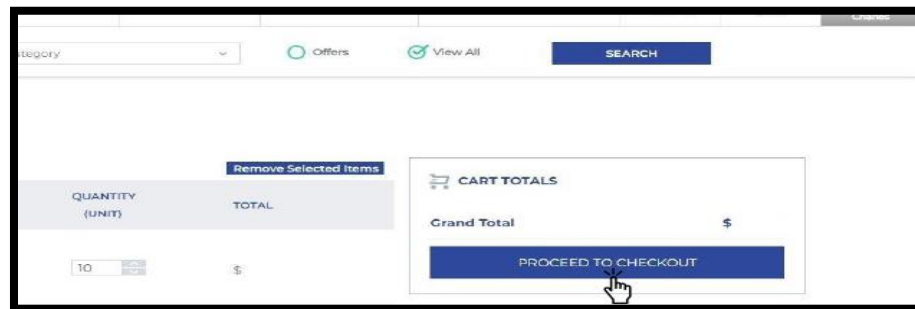 ategory
Offers
View All
SEARCH
Remove Selected Items
QUANTITY
(UNIT)
TOTAL
10
$
CART TOTALS
Grand Total $
PROCEED TO CHECKOUT